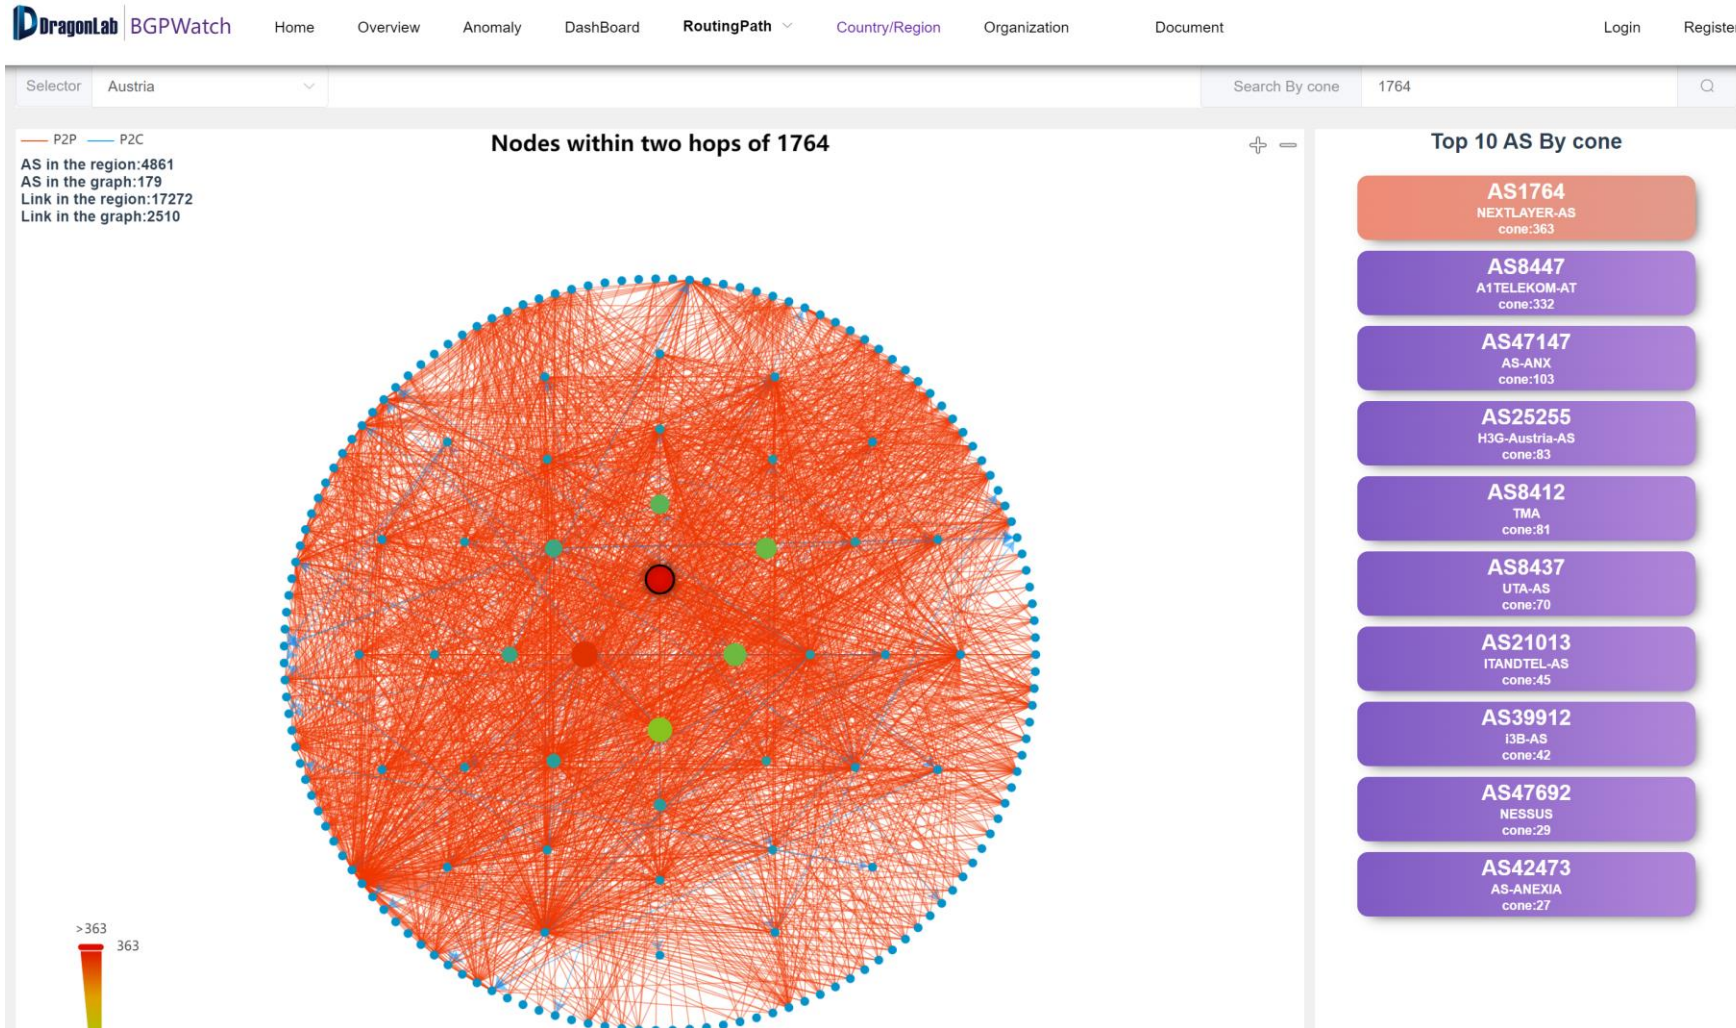 DragonLab BGPWatch Home Overview Anomaly DashBoard RoutingPath Country/Region Organization Document Login Register
Selector Austria Search By cone 1764
P2P P2C
Nodes within two hops of 1764
AS in the region:4861
AS in the graph:179
Link in the region:17272
Link in the graph:2510
>363
363
Top 10 AS By cone
AS1764
NEXTLAYER-AS
cone:363
AS8447
A1TELEKOM-AT
cone:332
AS47147
AS-ANX
cone:103
AS25255
H3G-Austria-AS
cone:83
AS8412
TMA
cone:81
AS8437
UTA-AS
cone:70
AS21013
ITANDTEL-AS
cone:45
AS39912
i3B-AS
cone:42
AS47692
NESSUS
cone:29
AS42473
AS-ANEXIA
cone:27